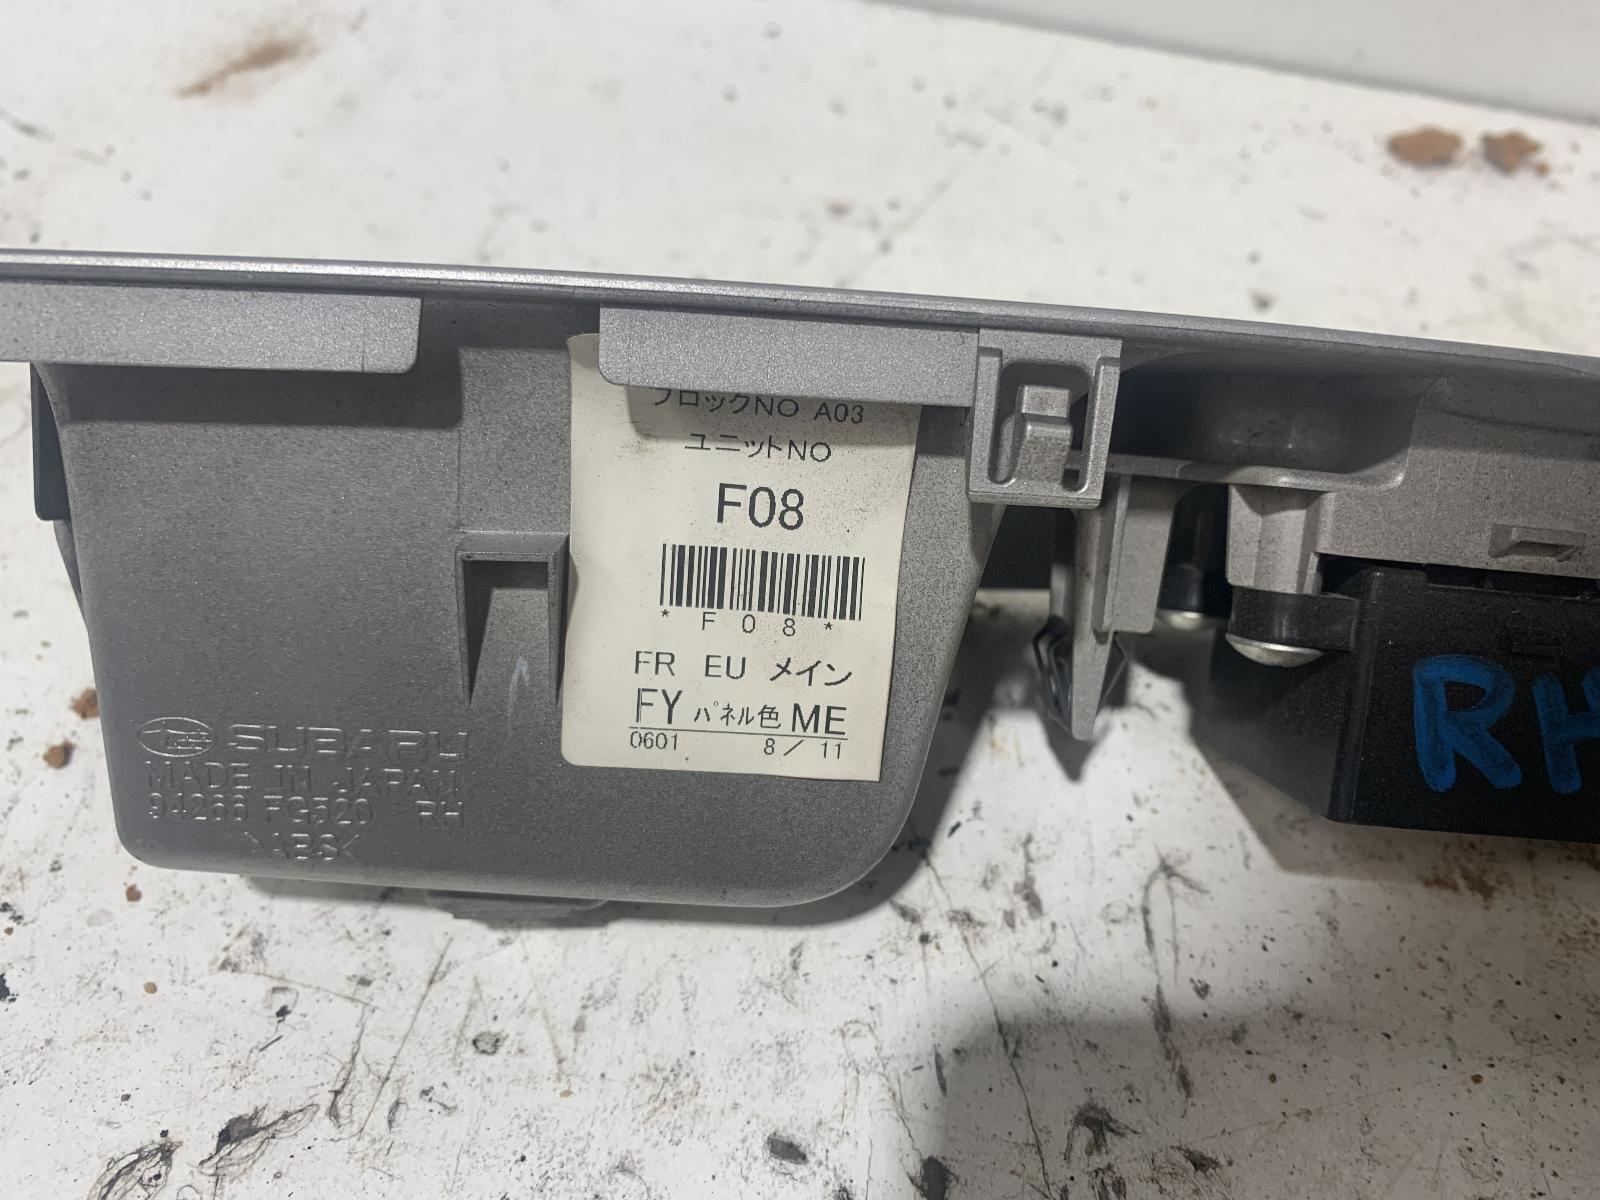 ブロックNO A03
ユニットNO
F08
* F 0 8 *
FR EU メイン
FY パネル色 ME
0601 8 / 11
SUBARU
MADE IN JAPAN
94266 FG520 RH
>ABS<
RH